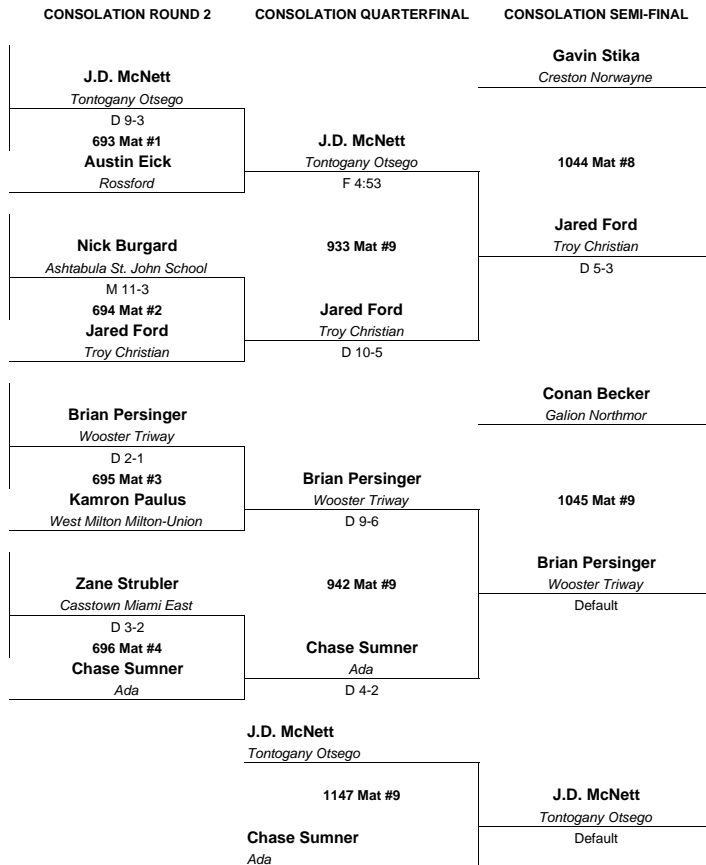 CONSOLATION ROUND 2
CONSOLATION QUARTERFINAL
CONSOLATION SEMI-FINAL
Gavin Stika
Creston Norwayne
J.D. McNett
Tontogany Otsego
D 9-3
693 Mat #1
Austin Eick
Rossford
J.D. McNett
Tontogany Otsego
F 4:53
1044 Mat #8
Nick Burgard
Ashtabula St. John School
M 11-3
694 Mat #2
Jared Ford
Troy Christian
933 Mat #9
Jared Ford
Troy Christian
D 10-5
Jared Ford
Troy Christian
D 5-3
Conan Becker
Galion Northmor
Brian Persinger
Wooster Triway
D 2-1
695 Mat #3
Kamron Paulus
West Milton Milton-Union
Brian Persinger
Wooster Triway
D 9-6
1045 Mat #9
Zane Strubler
Casstown Miami East
D 3-2
696 Mat #4
Chase Sumner
Ada
942 Mat #9
Chase Sumner
Ada
D 4-2
Brian Persinger
Wooster Triway
Default
J.D. McNett
Tontogany Otsego
1147 Mat #9
Chase Sumner
Ada
J.D. McNett
Tontogany Otsego
Default